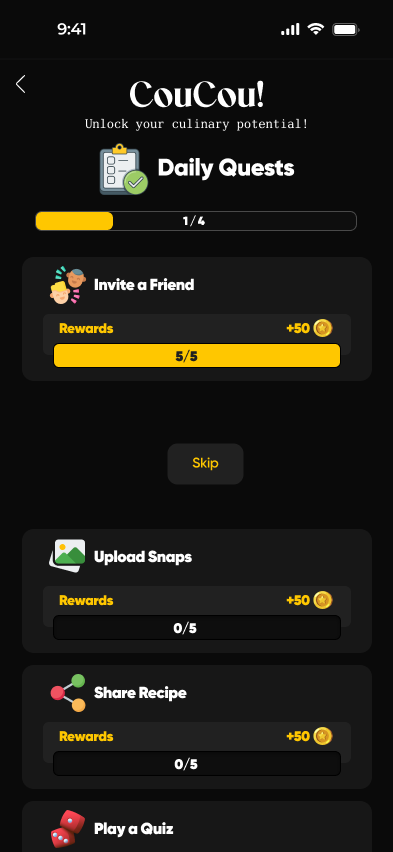 9:41
CouCou!
Unlock your culinary potential!
Daily Quests
1/4
Invite a Friend
Rewards +50
5/5
Skip
Upload Snaps
Rewards +50
0/5
Share Recipe
Rewards +50
0/5
Play a Quiz